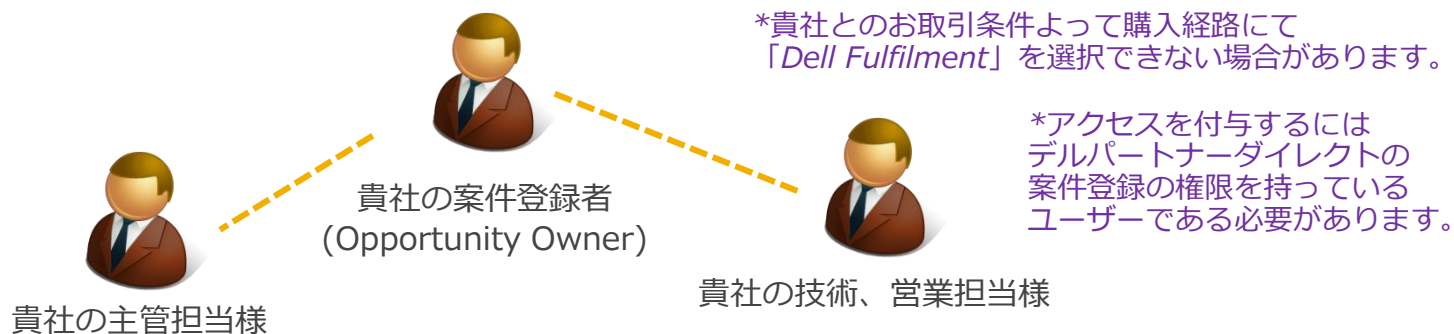 *貴社とのお取引条件よって購入経路にて
「Dell Fulfilment」を選択できない場合があります。
*アクセスを付与するには
デルパートナーダイレクトの
案件登録の権限を持っている
ユーザーである必要があります。
貴社の案件登録者
(Opportunity Owner)
貴社の技術、営業担当様
貴社の主管担当様